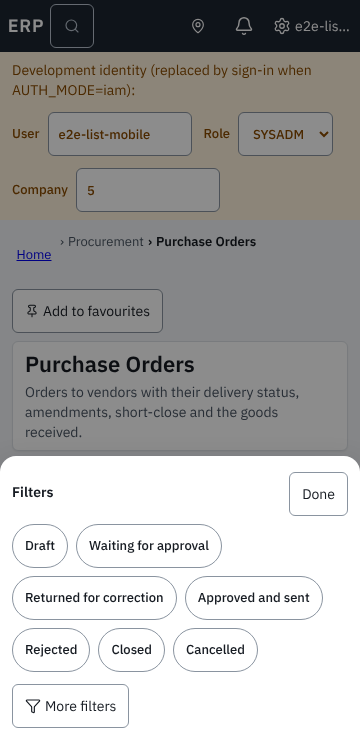 ERP
e2e-lis...
Development identity (replaced by sign-in when
AUTH_MODE=iam):
User e2e-list-mobile Role SYSADM
Company 5
Home › Procurement › Purchase Orders
Add to favourites
Purchase Orders
Orders to vendors with their delivery status,
amendments, short-close and the goods
received.
Filters Done
Draft Waiting for approval
Returned for correction Approved and sent
Rejected Closed Cancelled
More filters